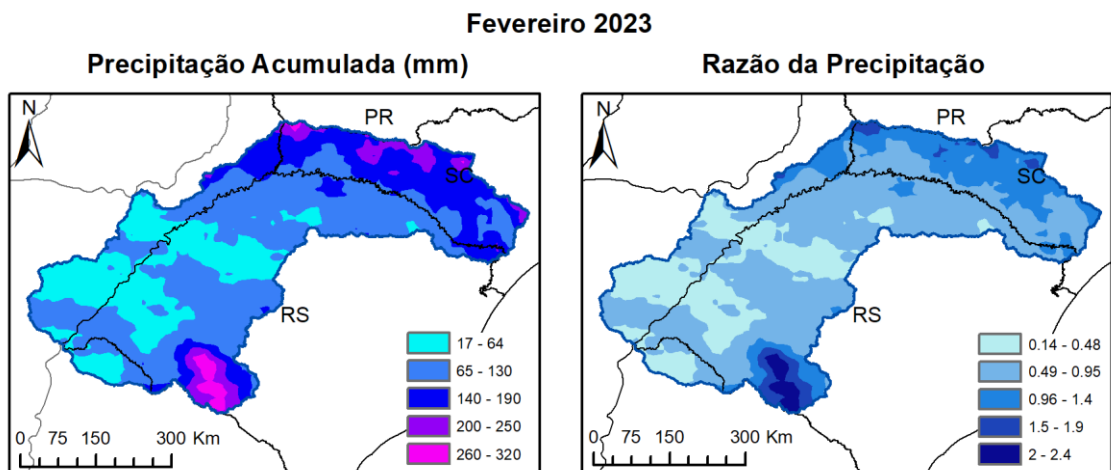 Fevereiro 2023
Precipitação Acumulada (mm)
N
PR
SC
RS
17 - 64
65 - 130
140 - 190
200 - 250
260 - 320
0 75 150 300 Km
Razão da Precipitação
N
PR
SC
RS
0.14 - 0.48
0.49 - 0.95
0.96 - 1.4
1.5 - 1.9
2 - 2.4
0 75 150 300 Km